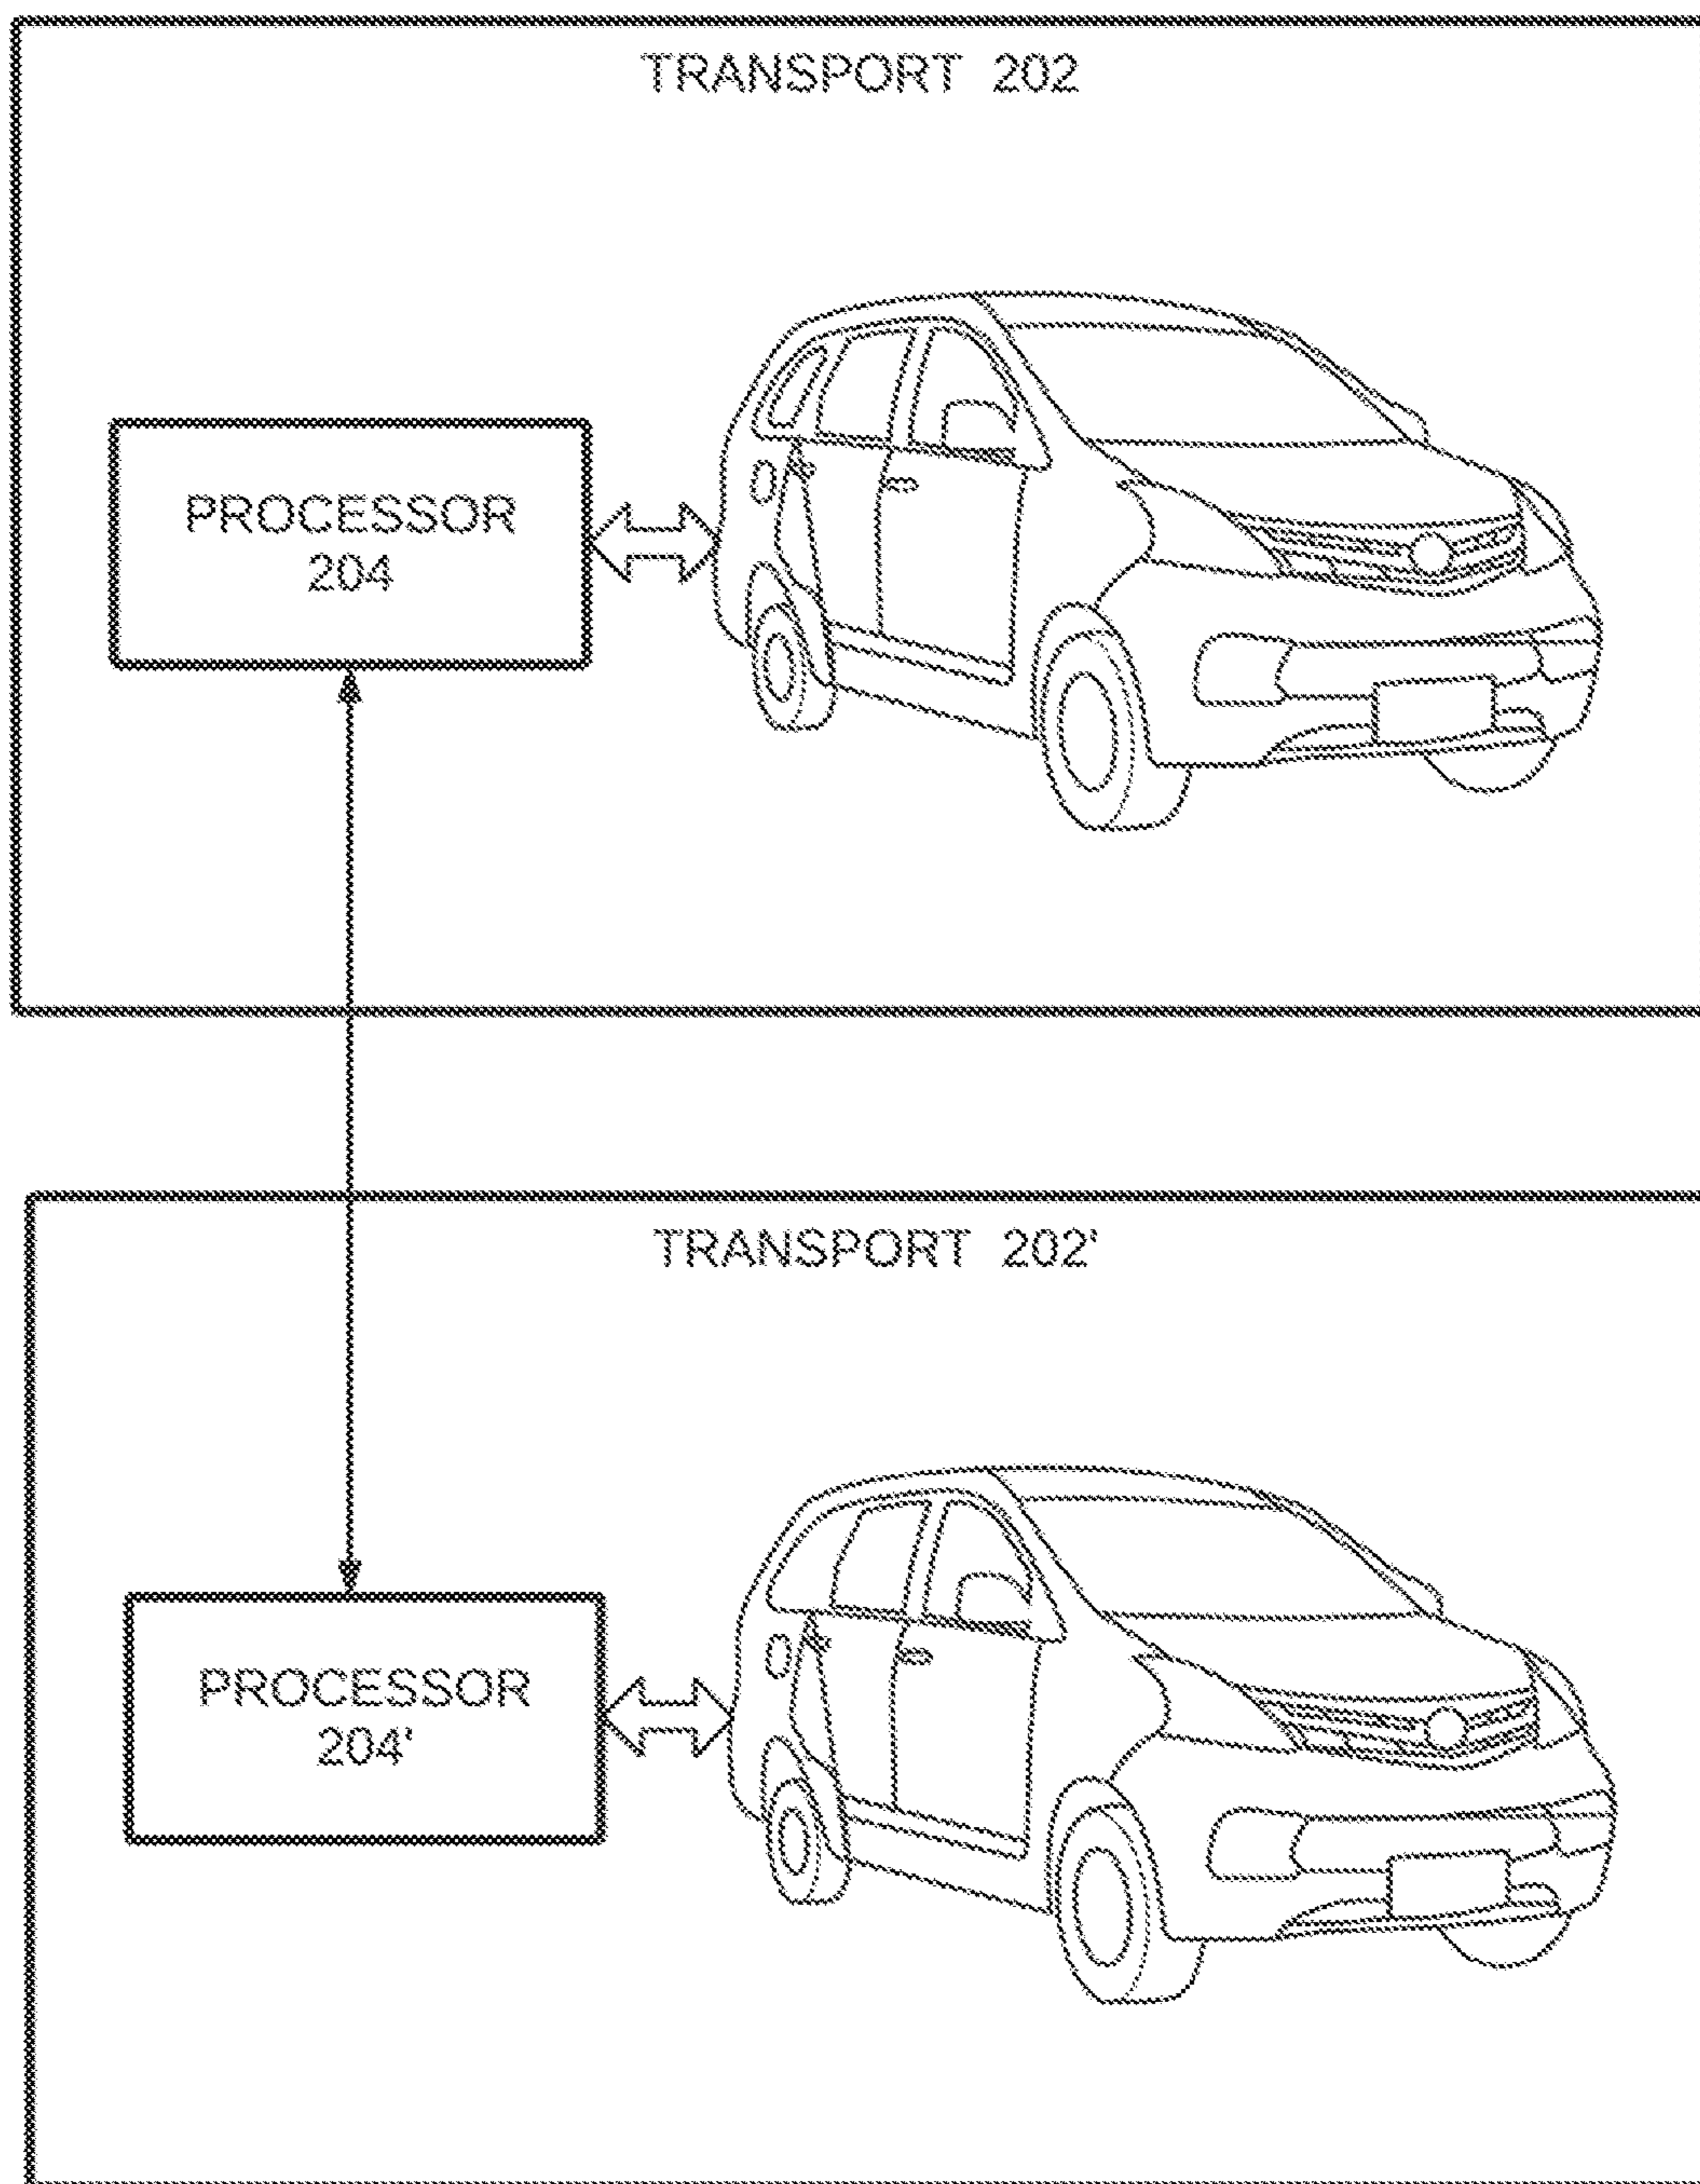 TRANSPORT 202
PROCESSOR
204
TRANSPORT 202'
PROCESSOR
204'